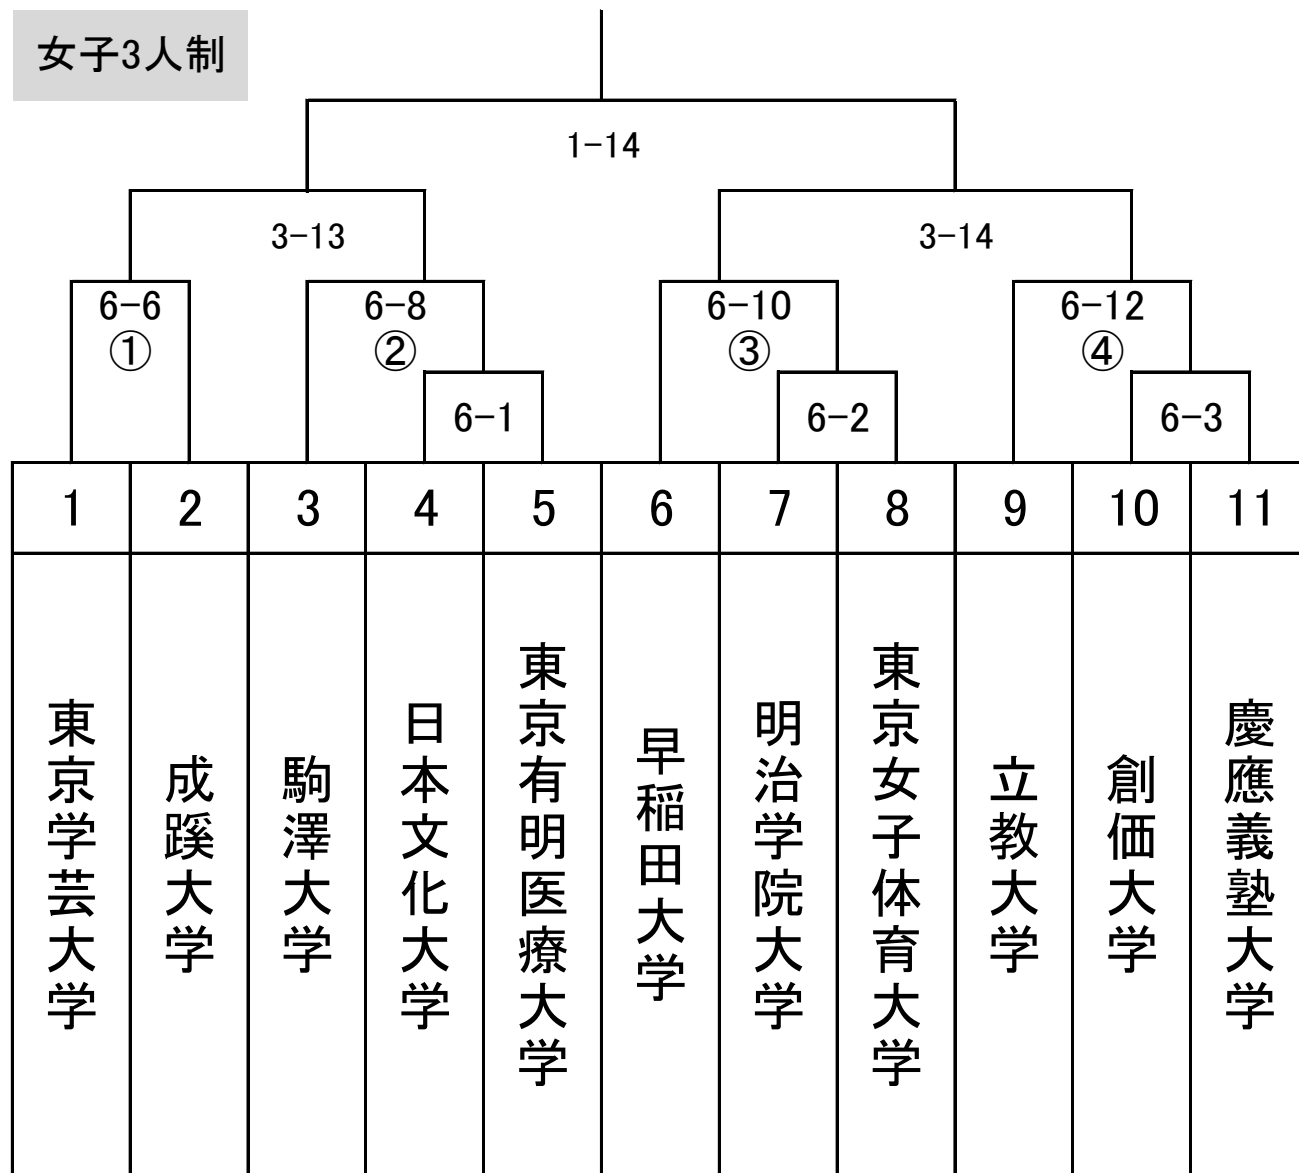 女子3人制
1-14
3-13
3-14
6-6
6-8
6-10
6-12
①
②
③
④
6-1
6-2
6-3
1
2
3
4
5
6
7
8
9
10
11
東京学芸大学
成蹊大学
駒澤大学
日本文化大学
東京有明医療大学
早稲田大学
明治学院大学
東京女子体育大学
立教大学
創価大学
慶應義塾大学